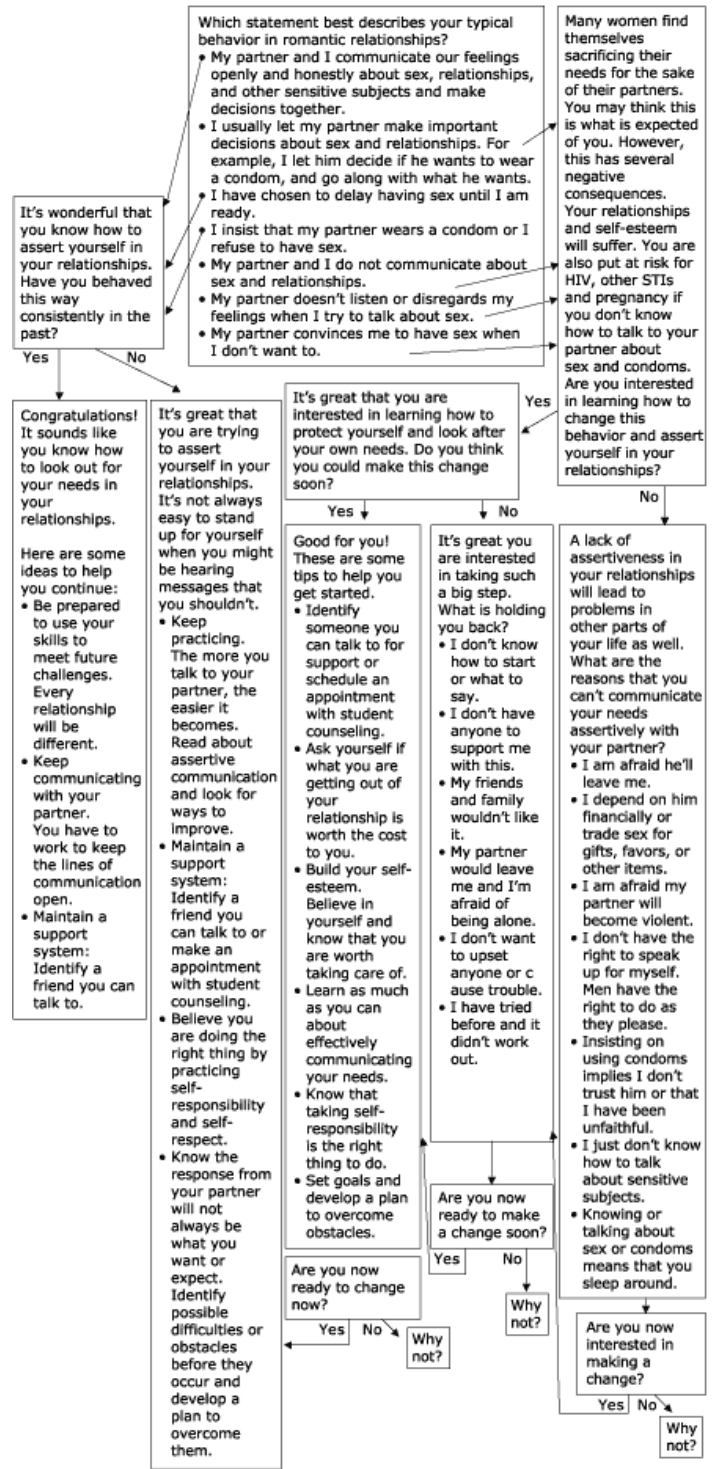 Which statement best describes your typical
behavior in romantic relationships?
• My partner and I communicate our feelings
openly and honestly about sex, relationships,
and other sensitive subjects and make
decisions together.
• I usually let my partner make important
decisions about sex and relationships. For
example, I let him decide if he wants to wear
a condom, and go along with what he wants.
• I have chosen to delay having sex until I am
ready.
• I insist that my partner wears a condom or I
refuse to have sex.
• My partner and I do not communicate about
sex and relationships.
• My partner doesn't listen or disregards my
feelings when I try to talk about sex.
• My partner convinces me to have sex when
I don't want to.
Many women find
themselves
sacrificing their
needs for the sake
of their partners.
You may think this
is what is expected
of you. However,
this has several
negative
consequences.
Your relationships
and self-esteem
will suffer. You are
also put at risk for
HIV, other STIs
and pregnancy if
you don't know
how to talk to your
partner about
sex and condoms.
Are you interested
in learning how to
change this
behavior and assert
yourself in your
relationships?
It's wonderful that
you know how to
assert yourself in
your relationships.
Have you behaved
this way
consistently in the
past?
Yes
No
Congratulations!
It sounds like
you know how
to look out for
your needs in
your
relationships.
Here are some
ideas to help
you continue:
• Be prepared
to use your
skills to
meet future
challenges.
Every
relationship
will be
different.
• Keep
communicating
with your
partner.
You have to
work to keep
the lines of
communication
open.
• Maintain a
support
system:
Identify a
friend you can
talk to.
It's great that
you are trying
to assert
yourself in your
relationships.
It's not always
easy to stand
up for yourself
when you might
be hearing
messages that
you shouldn't.
• Keep
practicing.
The more you
talk to your
partner, the
easier it
becomes.
Read about
assertive
communication
and look for
ways to
improve.
• Maintain a
support
system:
Identify a
friend you
can talk to or
make an
appointment
with student
counseling.
• Believe you
are doing the
right thing by
practicing
self-
responsibility
and self-
respect.
• Know the
response from
your partner
will not
always be
what you
want or
expect.
Identify
possible
difficulties or
obstacles
before they
occur and
develop a
plan to
overcome
them.
It's great that you are
interested in learning how to
protect yourself and look after
your own needs. Do you think
you could make this change
soon?
Yes
Yes
No
Good for you!
These are some
tips to help you
get started.
• Identify
someone you
can talk to for
support or
schedule an
appointment
with student
counseling.
• Ask yourself if
what you are
getting out of
your
relationship is
worth the cost
to you.
• Build your self-
esteem.
Believe in
yourself and
know that you
are worth
taking care of.
• Learn as much
as you can
about
effectively
communicating
your needs.
• Know that
taking self-
responsibility
is the right
thing to do.
• Set goals and
develop a plan
to overcome
obstacles.
Are you now
ready to change
now?
Yes
No
Why
not?
It's great you
are interested
in taking such
a big step.
What is holding
you back?
• I don't know
how to start
or what to
say.
• I don't have
anyone to
support me
with this.
• My friends
and family
wouldn't like
it.
• My partner
would leave
me and I'm
afraid of
being alone.
• I don't want
to upset
anyone or c
ause trouble.
• I have tried
before and it
didn't work
out.
Are you now
ready to make
a change soon?
Yes
No
Why
not?
No
A lack of
assertiveness in
your relationships
will lead to
problems in
other parts of
your life as well.
What are the
reasons that you
can't communicate
your needs
assertively with
your partner?
• I am afraid he'll
leave me.
• I depend on him
financially or
trade sex for
gifts, favors, or
other items.
• I am afraid my
partner will
become violent.
• I don't have the
right to speak
up for myself.
Men have the
right to do as
they please.
• Insisting on
using condoms
implies I don't
trust him or that
I have been
unfaithful.
• I just don't know
how to talk
about sensitive
subjects.
• Knowing or
talking about
sex or condoms
means that you
sleep around.
Are you now
interested in
making a
change?
Yes
No
Why
not?